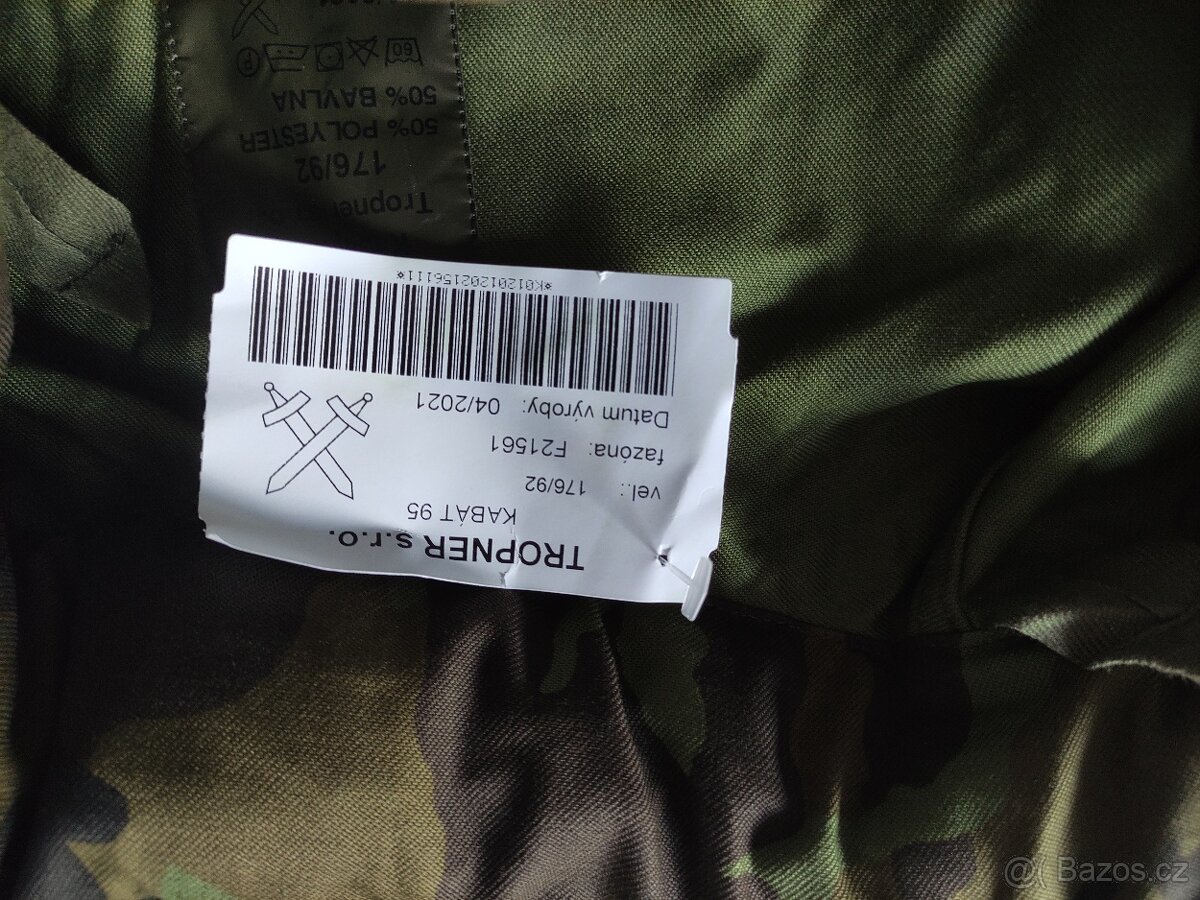 TROPNER s.r.o.
KABÁT 95
vel.: 176/92
fazóna: F21561
Datum výroby: 04/2021
*K01201202156111*
176/92
50% POLYESTER
50% BAVLNA
60
P
Bazos.cz